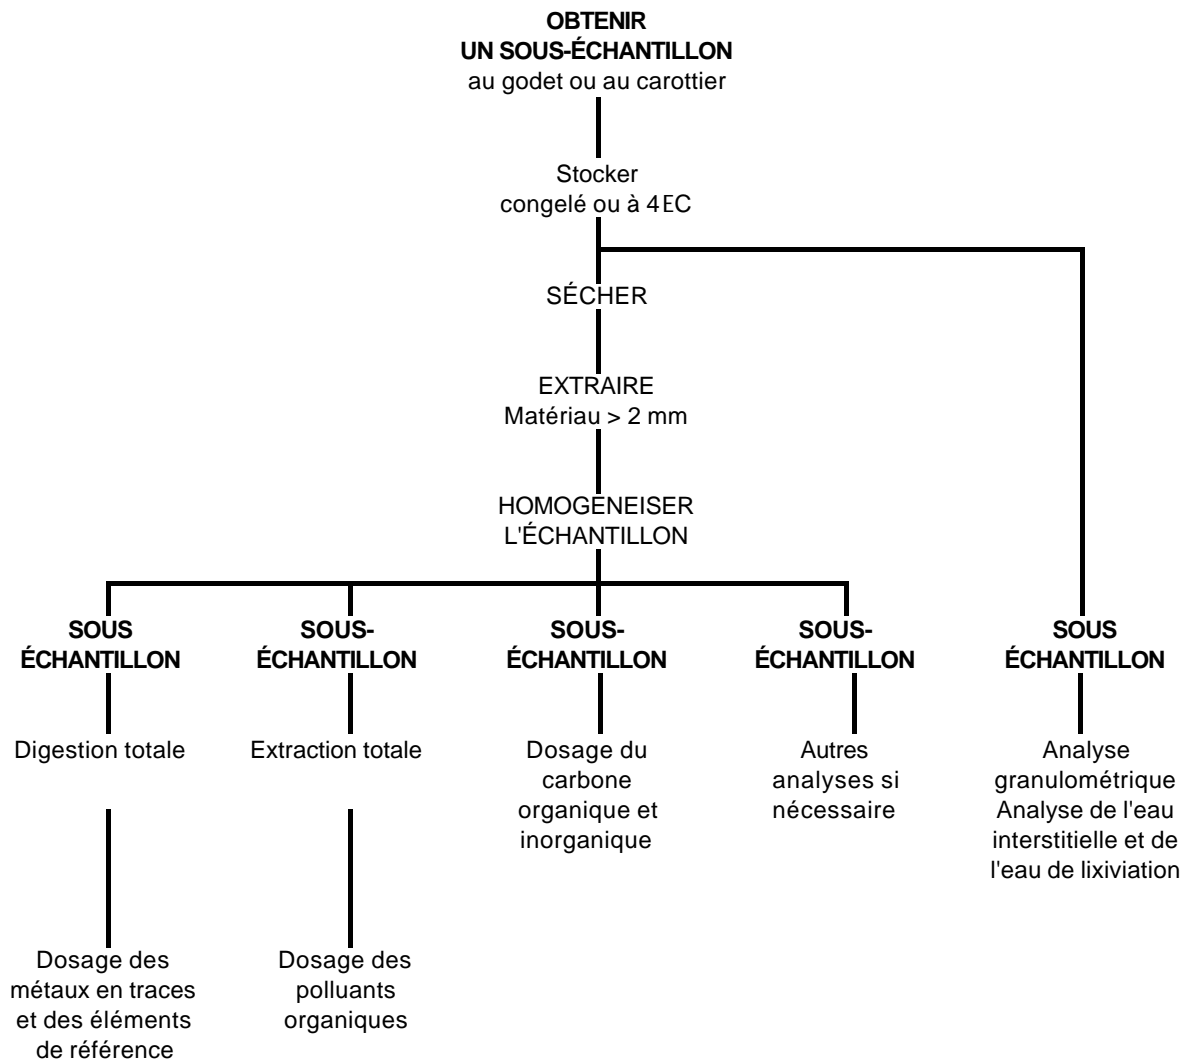 OBTENIR
UN SOUS-ÉCHANTILLON
au godet ou au carottier
Stocker
congelé ou à 4EC
SÉCHER
EXTRAIRE
Matériau > 2 mm
HOMOGENEISER
L'ÉCHANTILLON
SOUS
ÉCHANTILLON
Digestion totale
Dosage des
métaux en traces
et des éléments
de référence
SOUS-
ÉCHANTILLON
Extraction totale
Dosage des
polluants
organiques
SOUS-
ÉCHANTILLON
Dosage du
carbone
organique et
inorganique
SOUS-
ÉCHANTILLON
Autres
analyses si
nécessaire
SOUS
ÉCHANTILLON
Analyse
granulométrique
Analyse de l'eau
interstitielle et de
l'eau de lixiviation